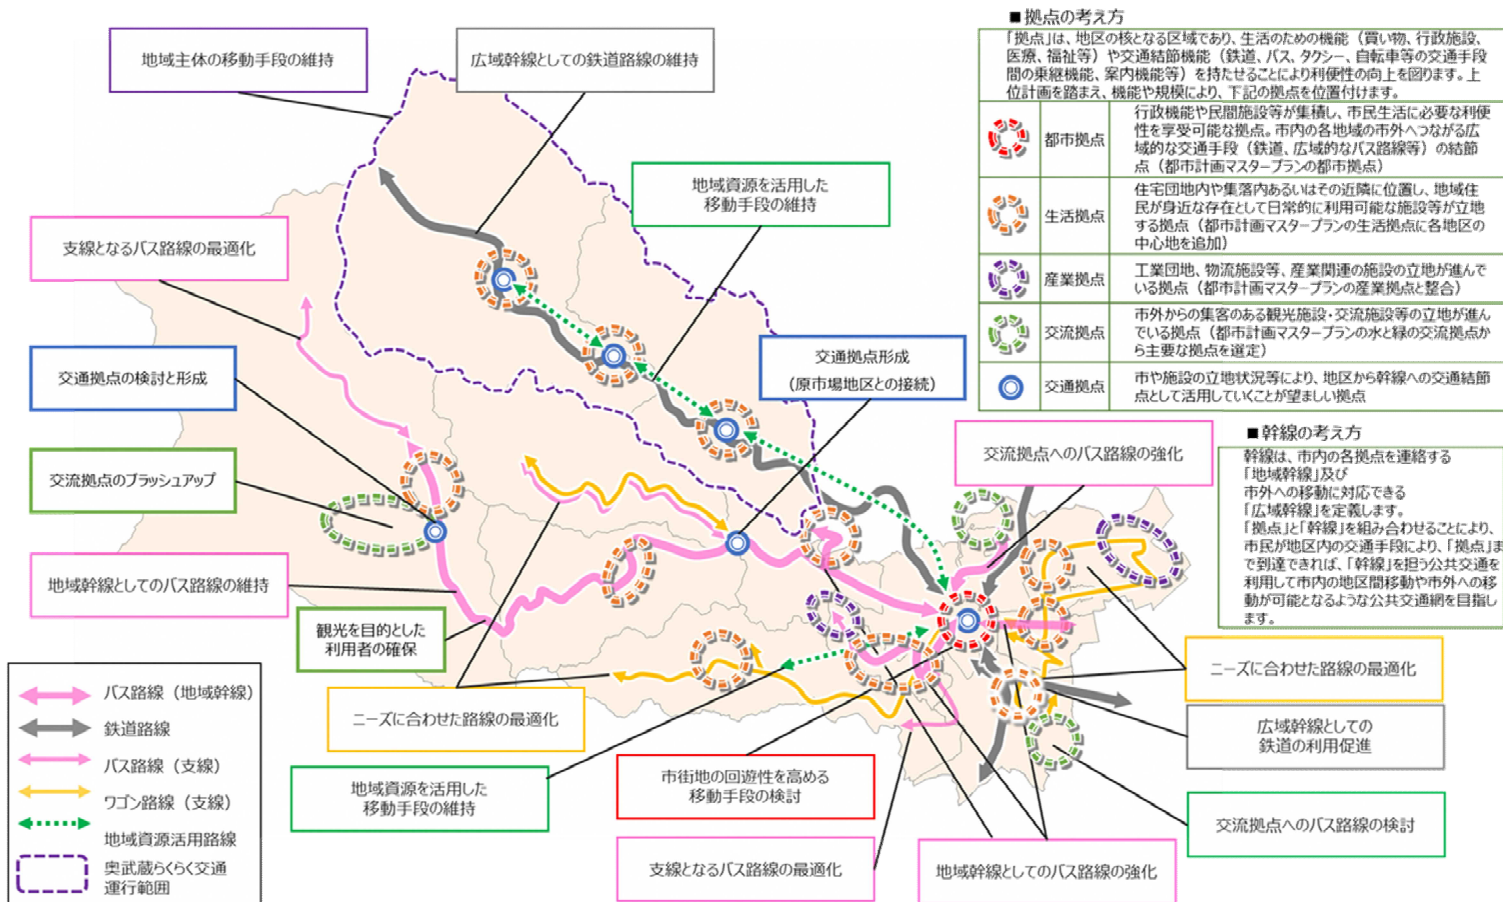 地域主体の移動手段の維持
広域幹線としての鉄道路線の維持
地域資源を活用した
移動手段の維持
支線となるバス路線の最適化
交通拠点の検討と形成
交通拠点形成
（原市場地区との接続）
交流拠点のブラッシュアップ
交流拠点へのバス路線の強化
地域幹線としてのバス路線の維持
観光を目的とした
利用者の確保
ニーズに合わせた路線の最適化
地域資源を活用した
移動手段の維持
市街地の回遊性を高める
移動手段の検討
支線となるバス路線の最適化
地域幹線としてのバス路線の強化
ニーズに合わせた路線の最適化
広域幹線としての
鉄道の利用促進
交流拠点へのバス路線の検討
バス路線（地域幹線）
鉄道路線
バス路線（支線）
ワゴン路線（支線）
地域資源活用路線
奥武蔵らくらく交通
運行範囲
■拠点の考え方
「拠点」は、地区の核となる区域であり、生活のための機能（買い物、行政施設、
医療、福祉等）や交通結節機能（鉄道、バス、タクシー、自転車等の交通手段
間の乗継機能、案内機能等）を持たせることにより利便性の向上を図ります。上
位計画を踏まえ、機能や規模により、下記の拠点を位置付けます。
都市拠点
行政機能や民間施設等が集積し、市民生活に必要な利便
性を享受可能な拠点。市内の各地域の市外へつながる広
域的な交通手段（鉄道、広域的なバス路線等）の結節
点（都市計画マスタープランの都市拠点）
生活拠点
住宅団地内や集落内あるいはその近隣に位置し、地域住
民が身近な存在として日常的に利用可能な施設等が立地
する拠点（都市計画マスタープランの生活拠点に各地区の
中心地を追加）
産業拠点
工業団地、物流施設等、産業関連の施設の立地が進んで
いる拠点（都市計画マスタープランの産業拠点と整合）
交流拠点
市外からの集客のある観光施設・交流施設等の立地が進ん
でいる拠点（都市計画マスタープランの水と緑の交流拠点か
ら主要な拠点を選定）
交通拠点
市や施設の立地状況等により、地区から幹線への交通結節
点として活用していくことが望ましい拠点
■幹線の考え方
幹線は、市内の各拠点を連絡する
「地域幹線」及び
市外への移動に対応できる
「広域幹線」を定義します。
「拠点」と「幹線」を組み合わせることにより、
市民が地区内の交通手段により、「拠点」ま
で到達できれば、「幹線」を担う公共交通を
利用して市内の地区間移動や市外への移
動が可能となるような公共交通網を目指し
ます。